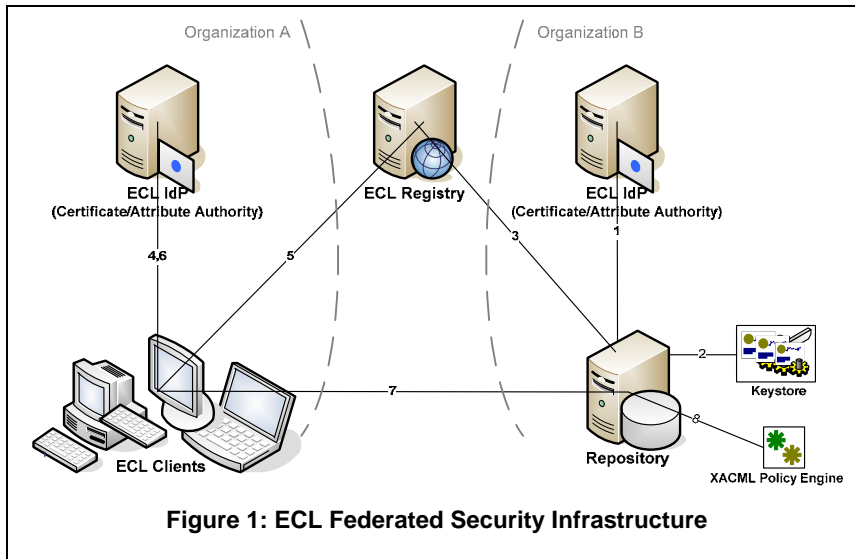 Organization A
Organization B
ECL IdP
(Certificate/Attribute Authority)
ECL Registry
ECL IdP
(Certificate/Attribute Authority)
4,6
5
3
1
2
Keystore
7
8
ECL Clients
Repository
XACML Policy Engine
Figure 1: ECL Federated Security Infrastructure